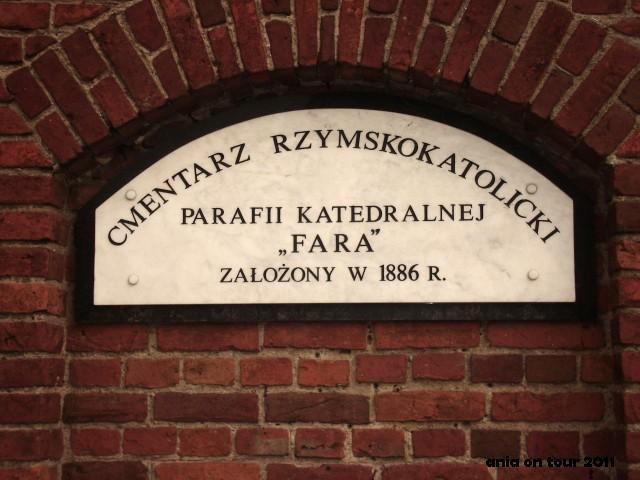 CMENTARZ RZYMSKOKATOLICKI
PARAFII KATEDRALNEJ
„FARA”
ZAŁOŻONY W 1886 R.
ania on tour 2011